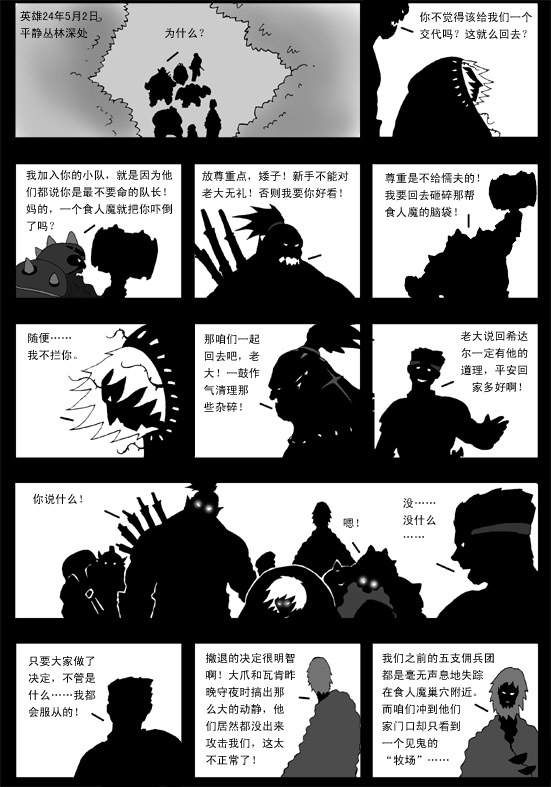 英雄24年5月2日
平静丛林深处
为什么？
你不觉得该给我们一个
交代吗？这就么回去？
我加入你的小队，就是因为他
们都说你是最不要命的队长！
妈的，一个食人魔就把你吓倒
了吗？
放尊重点，矮子！新手不能对
老大无礼！否则我要你好看！
尊重是不给懦夫的！
我要回去砸碎那帮
食人魔的脑袋！
随便……
我不拦你。
那咱们一起
回去吧，老
大！一鼓作
气清理那
些杂碎！
老大说回希达
尔一定有他的
道理，平安回
家多好啊！
你说什么！
嗯！
没……
没什么
……
只要大家做了
决定，不管是
什么……我都
会服从的！
撤退的决定很明智
啊！大爪和瓦肯昨
晚守夜时搞出那
么大的动静，他
们居然都没出来
攻击我们，这太
不正常了！
我们之前的五支佣兵团
都是毫无声息地失踪
在食人魔巢穴附近。
而咱们冲到他们
家门口却只看到
一个见鬼的
“牧场”……